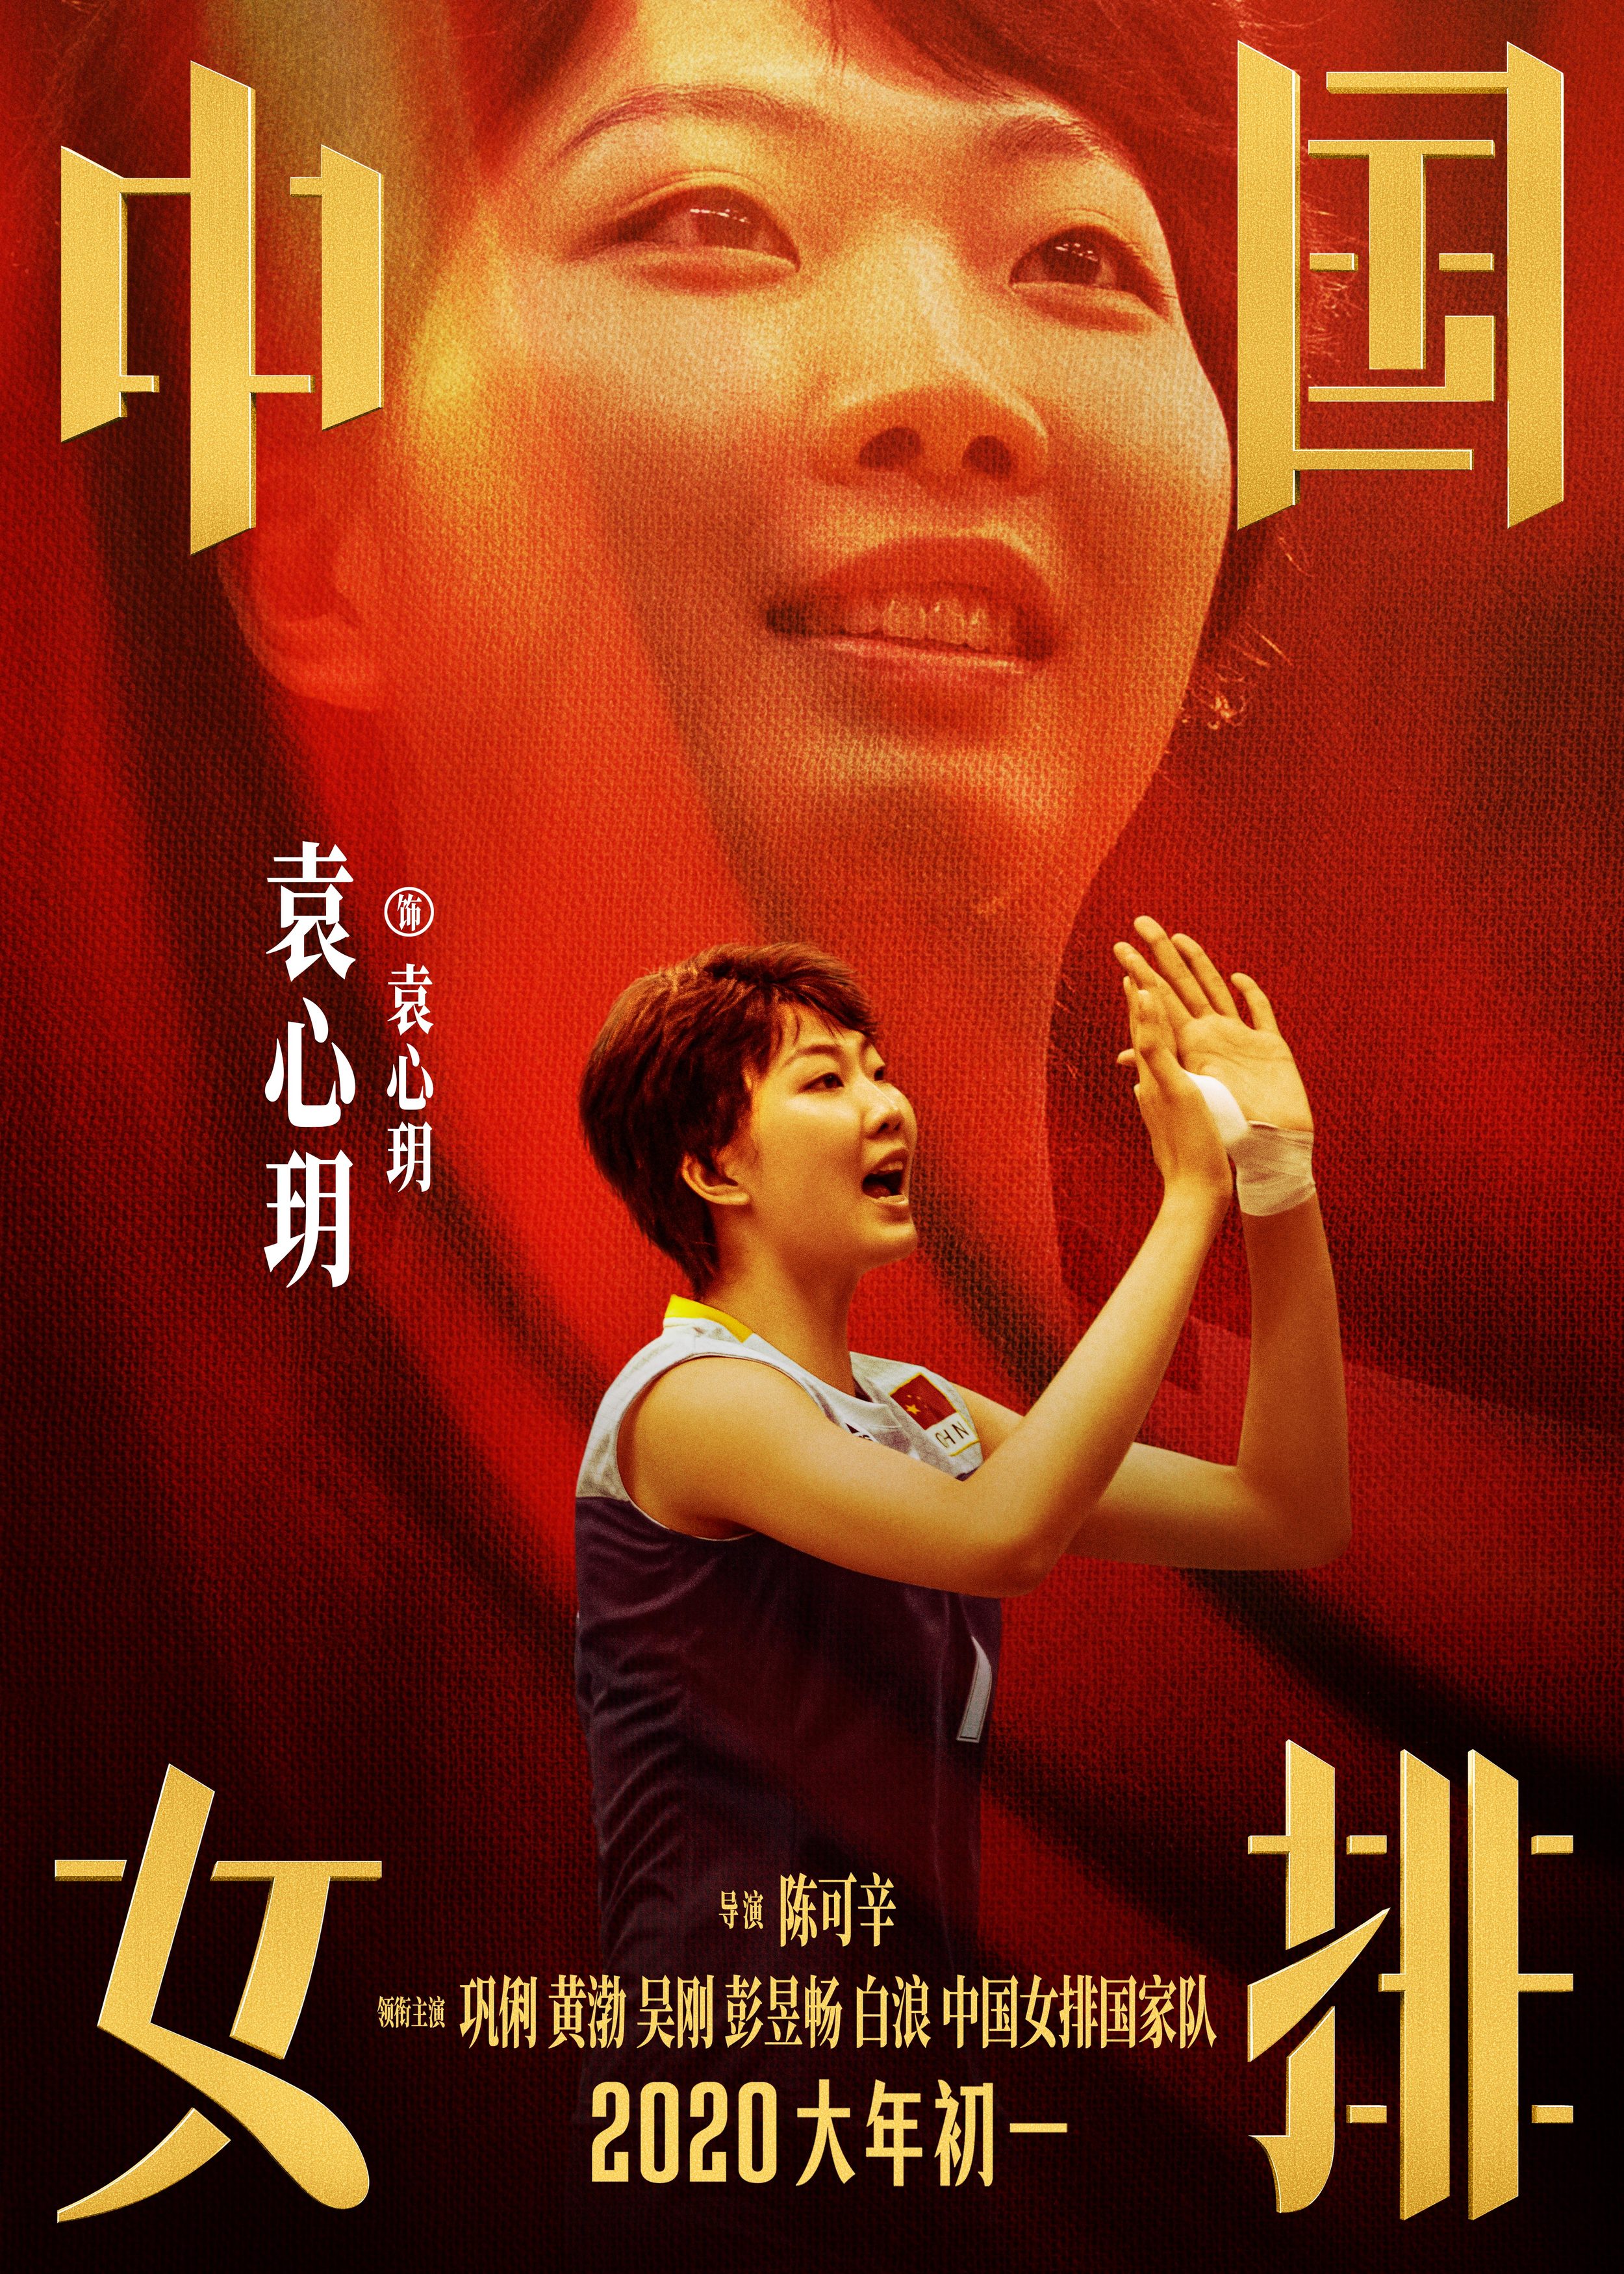 中国
袁心玥
饰 袁心玥
CHN
1
女排
导演 陈可辛
领衔主演 巩俐 黄渤 吴刚 彭昱畅 白浪 中国女排国家队
2020大年初一